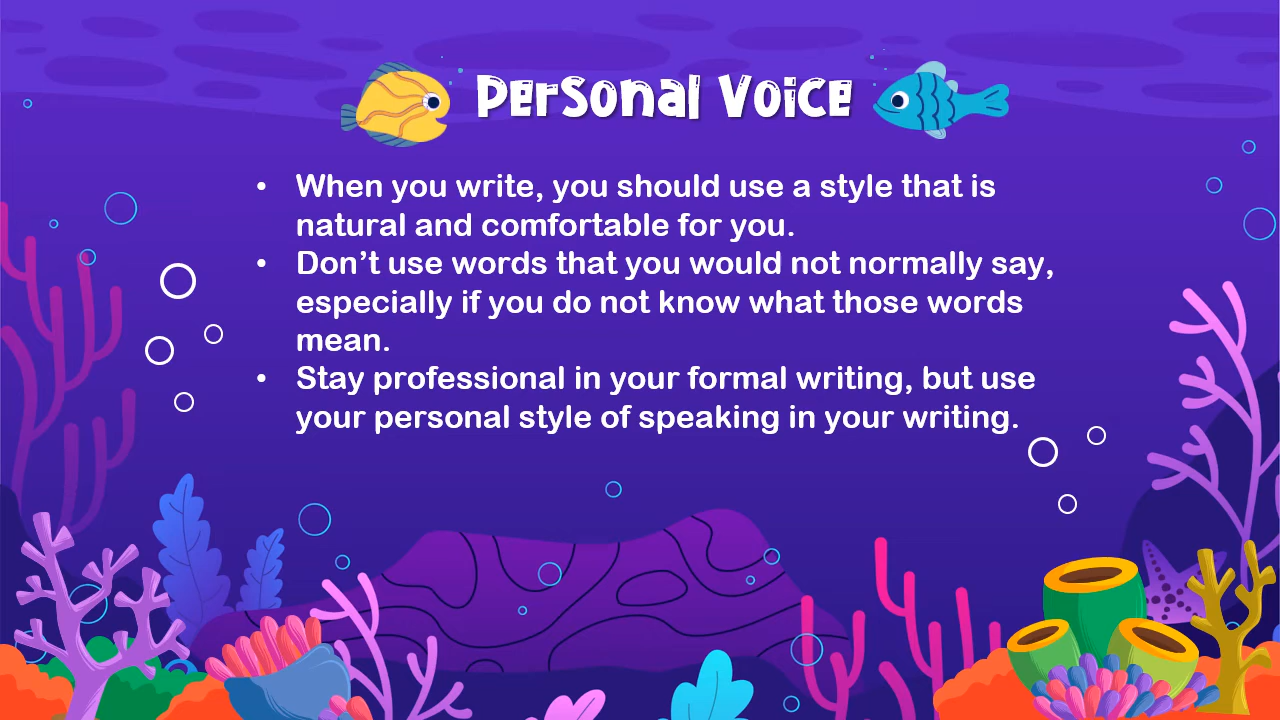 Personal Voice
• When you write, you should use a style that is
natural and comfortable for you.
• Don’t use words that you would not normally say,
especially if you do not know what those words
mean.
• Stay professional in your formal writing, but use
your personal style of speaking in your writing.